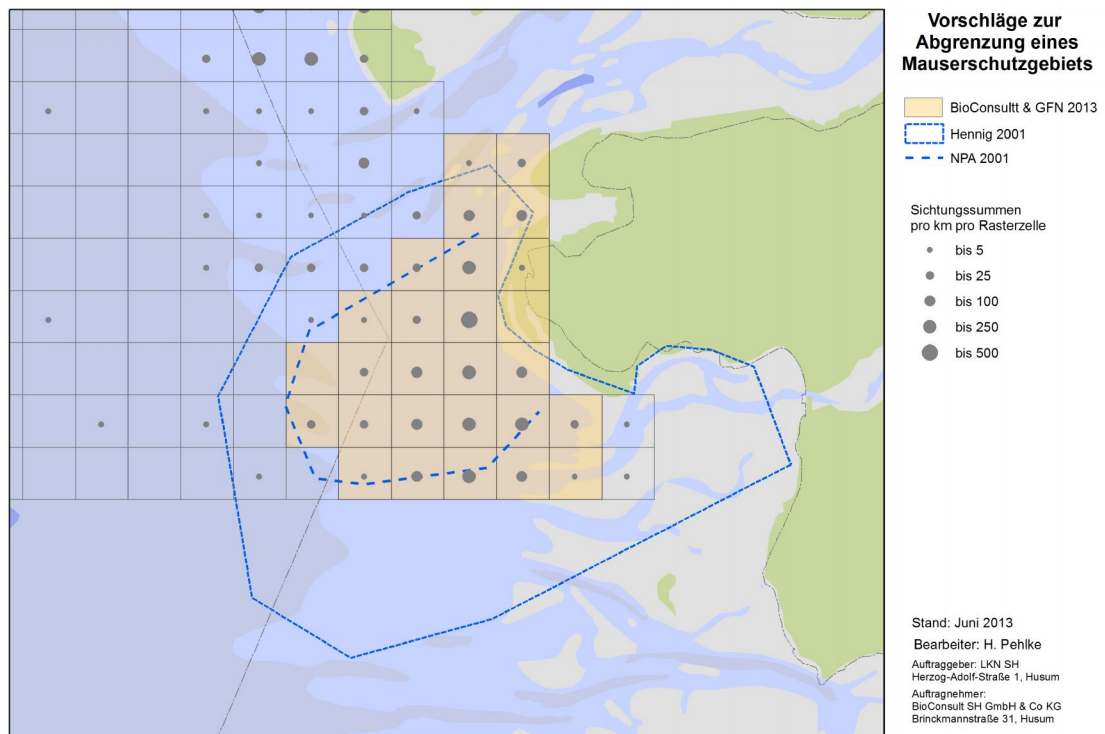 Vorschläge zur
Abgrenzung eines
Mauserschutzgebiets
BioConsultt & GFN 2013
Hennig 2001
NPA 2001
Sichtungssummen
pro km pro Rasterzelle
bis 5
bis 25
bis 100
bis 250
bis 500
Stand: Juni 2013
Bearbeiter: H. Pehlke
Auftraggeber: LKN SH
Herzog-Adolf-Straße 1, Husum
Auftragnehmer:
BioConsult SH GmbH & Co KG
Brinckmannstraße 31, Husum